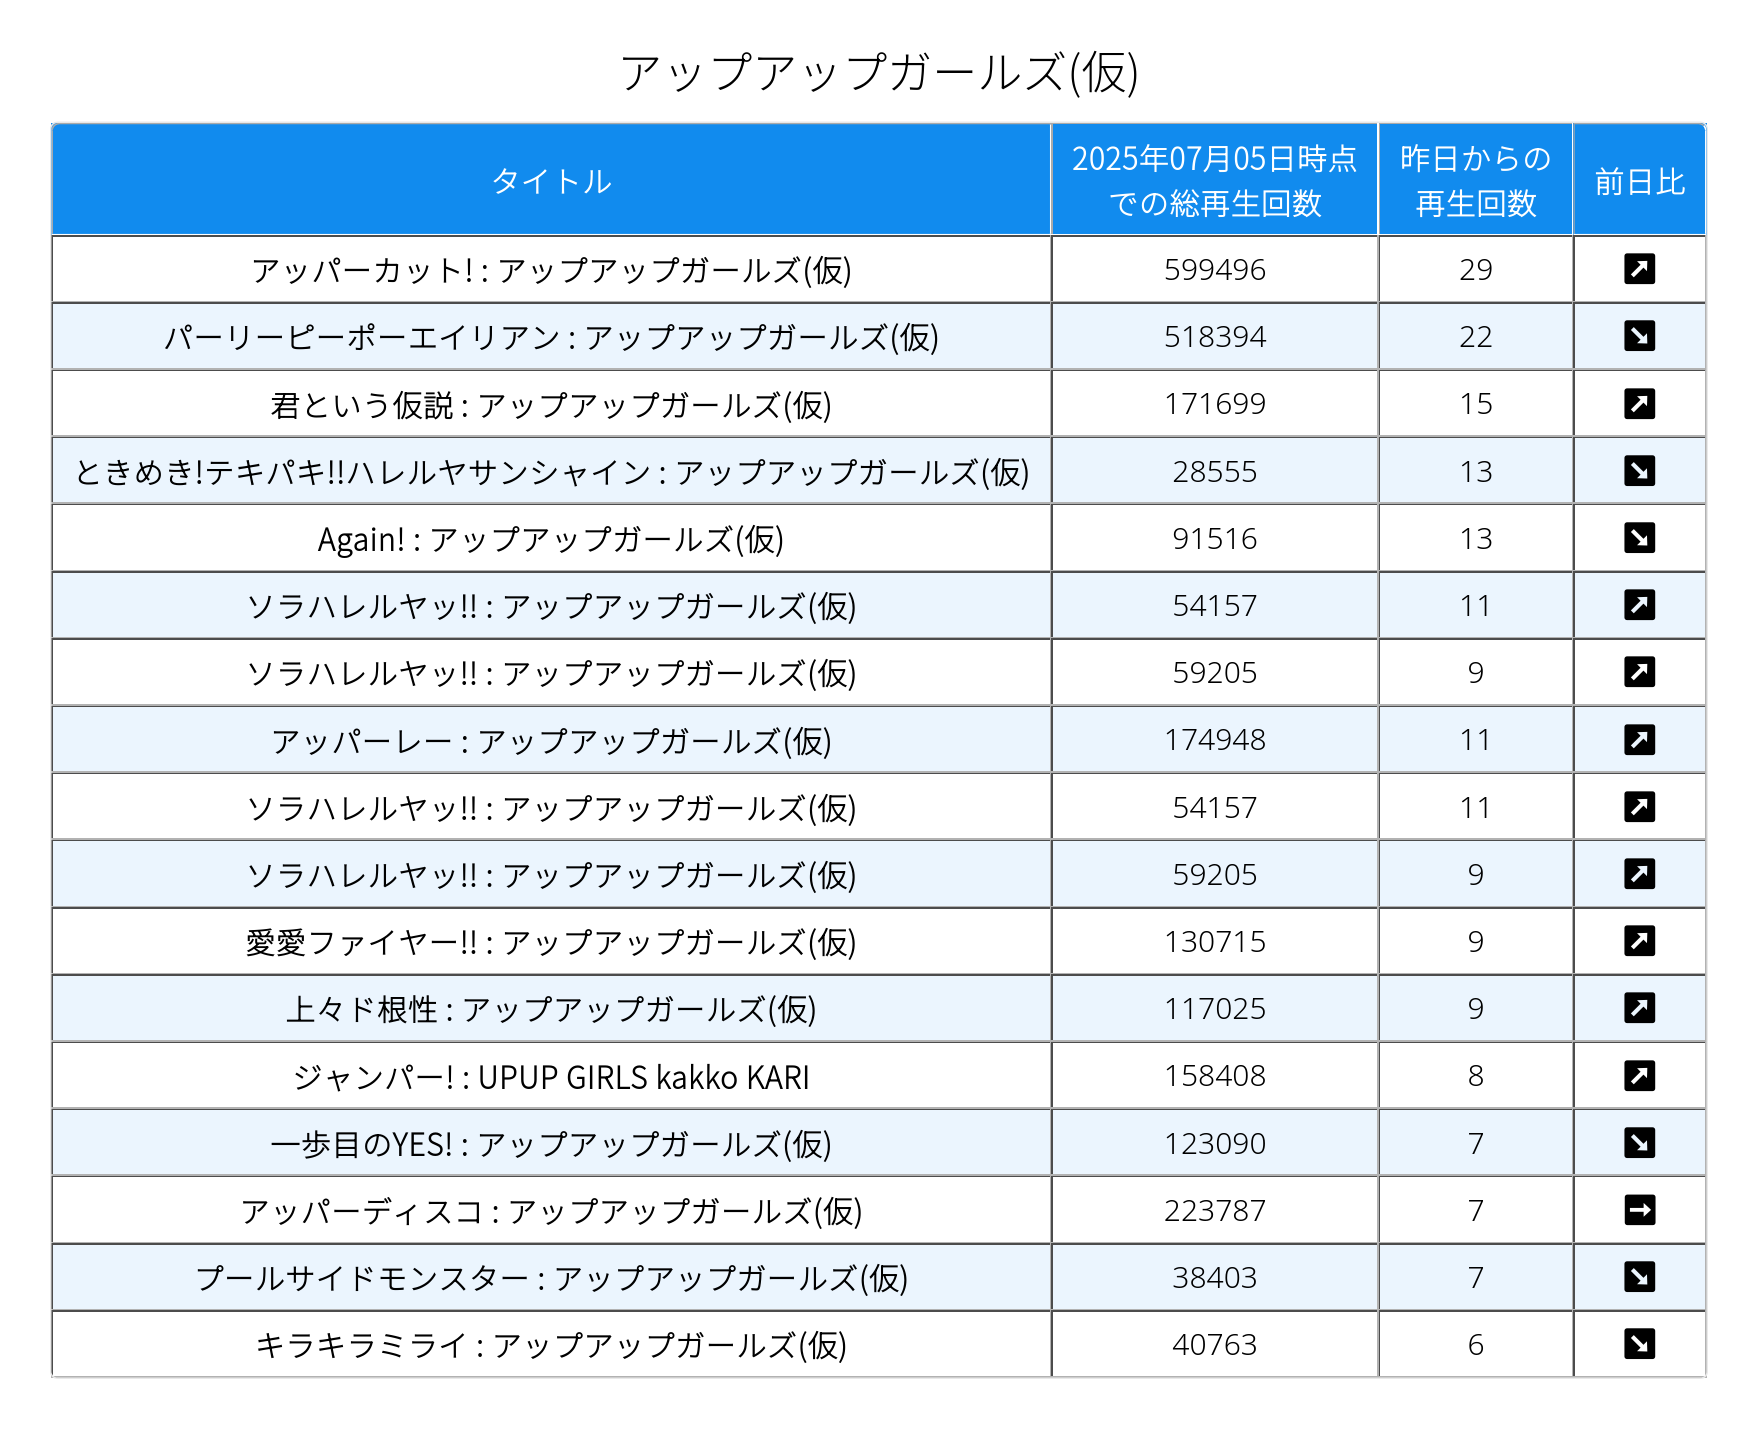 アップアップガールズ(仮)
タイトル 2025年07月05日時点での総再生回数 昨日からの再生回数 前日比
アッパーカット! : アップアップガールズ(仮) 599496 29 ↗
パーリーピーポーエイリアン : アップアップガールズ(仮) 518394 22 ↘
君という仮説 : アップアップガールズ(仮) 171699 15 ↗
ときめき!テキパキ!!ハレルヤサンシャイン : アップアップガールズ(仮) 28555 13 ↘
Again! : アップアップガールズ(仮) 91516 13 ↘
ソラハレルヤッ!! : アップアップガールズ(仮) 54157 11 ↗
ソラハレルヤッ!! : アップアップガールズ(仮) 59205 9 ↗
アッパーレー : アップアップガールズ(仮) 174948 11 ↗
ソラハレルヤッ!! : アップアップガールズ(仮) 54157 11 ↗
ソラハレルヤッ!! : アップアップガールズ(仮) 59205 9 ↗
愛愛ファイヤー!! : アップアップガールズ(仮) 130715 9 ↗
上々ド根性 : アップアップガールズ(仮) 117025 9 ↗
ジャンパー! : UPUP GIRLS kakko KARI 158408 8 ↗
一歩目のYES! : アップアップガールズ(仮) 123090 7 ↘
アッパーディスコ : アップアップガールズ(仮) 223787 7 →
プールサイドモンスター : アップアップガールズ(仮) 38403 7 ↘
キラキラミライ : アップアップガールズ(仮) 40763 6 ↘